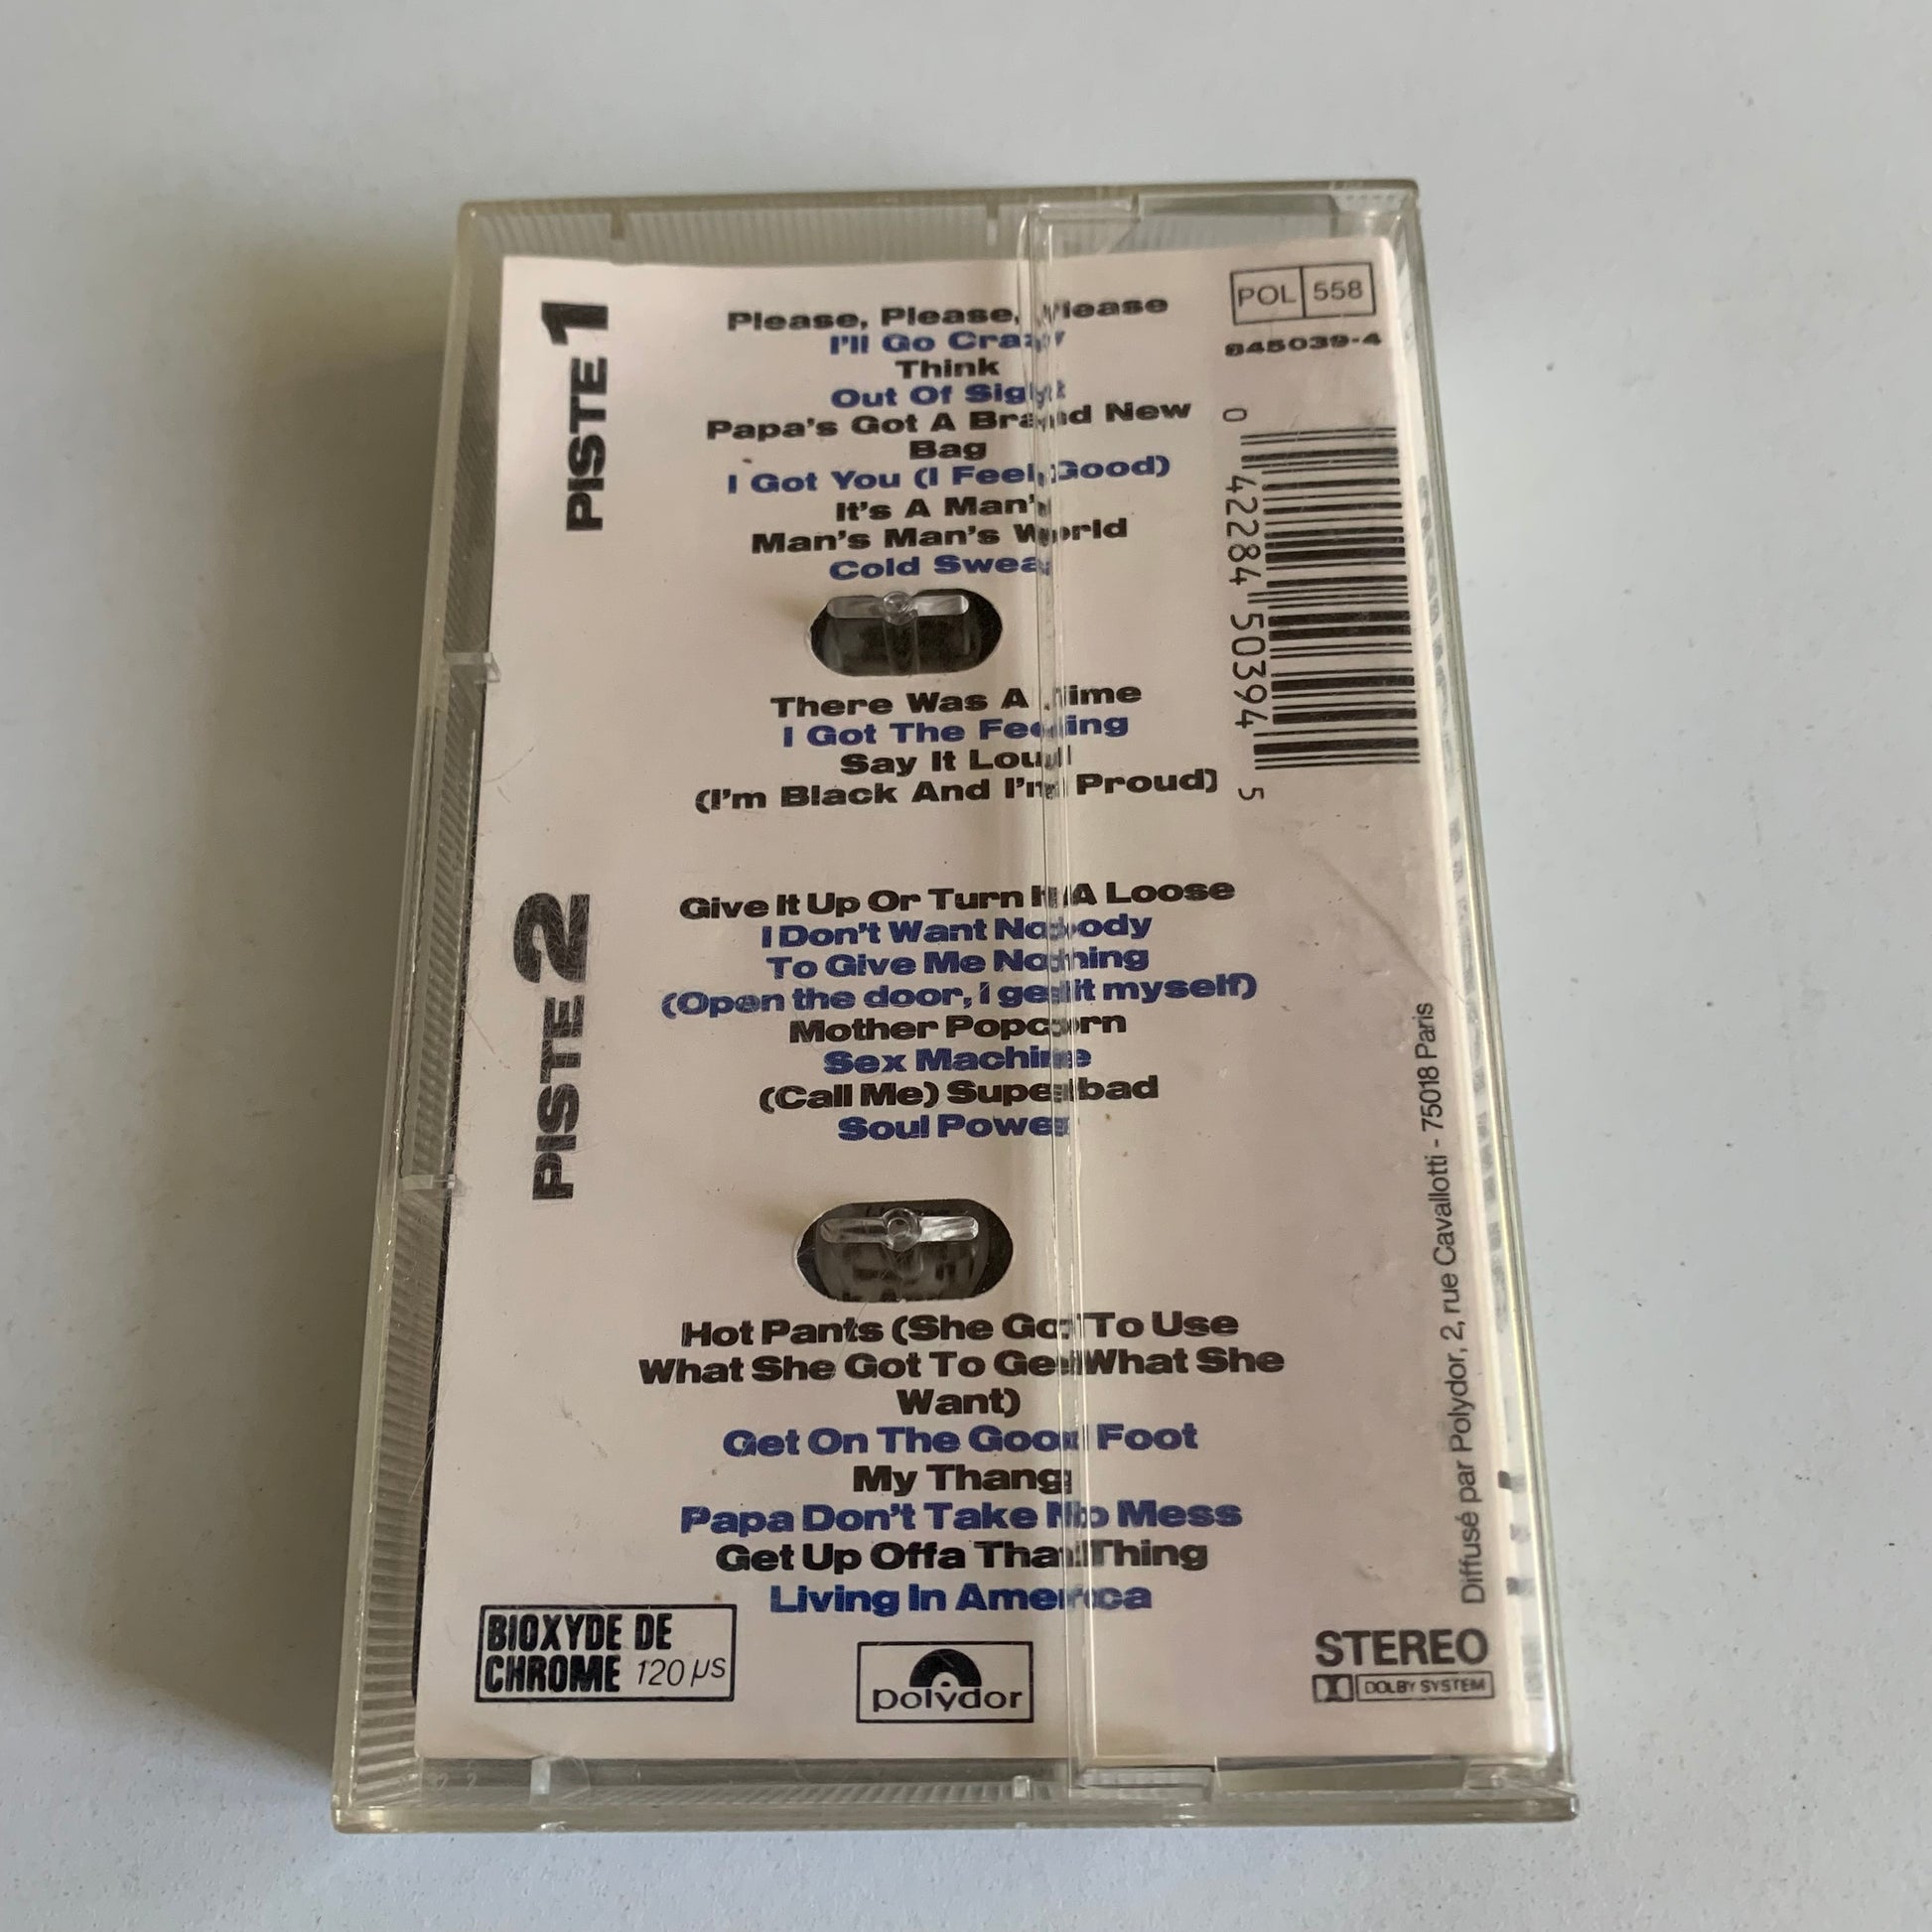 PISTE 1
Please, Please, Please
I'll Go Crazy
Think
Out Of Sight
Papa's Got A Brand New
Bag
I Got You (I Feel Good)
It's A Man's
Man's Man's World
Cold Sweat
There Was A Time
I Got The Feeling
Say It Loud
(I'm Black And I'm Proud)
POL 558
845039-4
0 42284 50394 5
PISTE 2
Give It Up Or Turn It A Loose
I Don't Want Nobody
To Give Me Nothing
(Open the door, I get it myself)
Mother Popcorn
Sex Machine
(Call Me) Superbad
Soul Power
Hot Pants (She Got To Use
What She Got To Get What She
Want)
Get On The Good Foot
My Thang
Papa Don't Take No Mess
Get Up Offa That Thing
Living In America
Diffusé par Polydor, 2, rue Cavallotti - 75018 Paris
BIOXYDE DE
CHROME 120 µs
polydor
STEREO
DOLBY SYSTEM